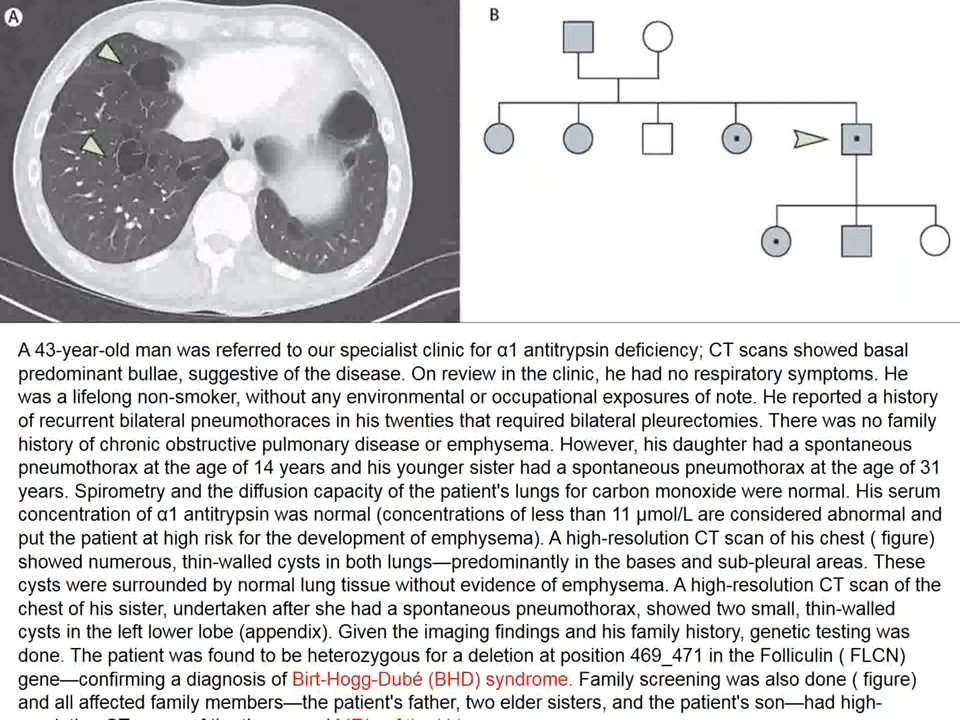 A
B
A 43-year-old man was referred to our specialist clinic for α1 antitrypsin deficiency; CT scans showed basal
predominant bullae, suggestive of the disease. On review in the clinic, he had no respiratory symptoms. He
was a lifelong non-smoker, without any environmental or occupational exposures of note. He reported a history
of recurrent bilateral pneumothoraces in his twenties that required bilateral pleurectomies. There was no family
history of chronic obstructive pulmonary disease or emphysema. However, his daughter had a spontaneous
pneumothorax at the age of 14 years and his younger sister had a spontaneous pneumothorax at the age of 31
years. Spirometry and the diffusion capacity of the patient's lungs for carbon monoxide were normal. His serum
concentration of α1 antitrypsin was normal (concentrations of less than 11 μmol/L are considered abnormal and
put the patient at high risk for the development of emphysema). A high-resolution CT scan of his chest ( figure)
showed numerous, thin-walled cysts in both lungs—predominantly in the bases and sub-pleural areas. These
cysts were surrounded by normal lung tissue without evidence of emphysema. A high-resolution CT scan of the
chest of his sister, undertaken after she had a spontaneous pneumothorax, showed two small, thin-walled
cysts in the left lower lobe (appendix). Given the imaging findings and his family history, genetic testing was
done. The patient was found to be heterozygous for a deletion at position 469_471 in the Folliculin ( FLCN)
gene—confirming a diagnosis of Birt-Hogg-Dubé (BHD) syndrome. Family screening was also done ( figure)
and all affected family members—the patient's father, two elder sisters, and the patient's son—had high-